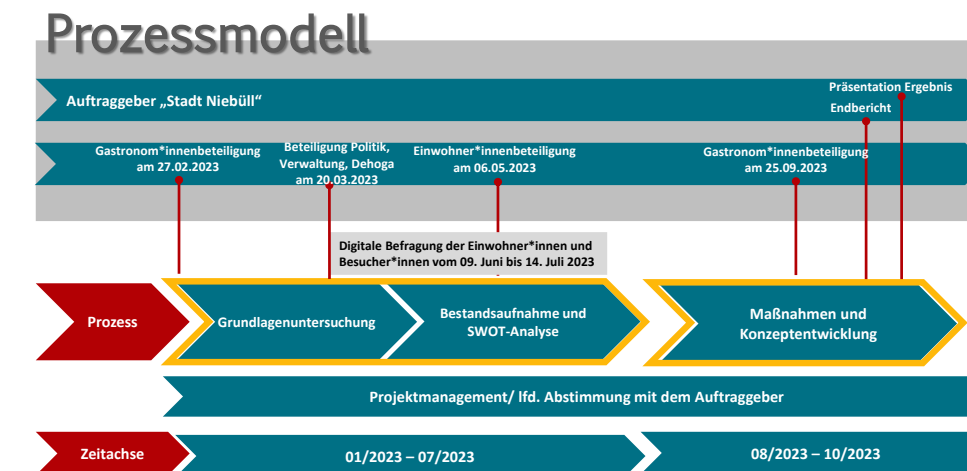 Prozessmodell
Auftraggeber „Stadt Niebüll“
Präsentation Ergebnis
Endbericht
Gastronom*innenbeteiligung
am 27.02.2023
Beteiligung Politik,
Verwaltung, Dehoga
am 20.03.2023
Einwohner*innenbeteiligung
am 06.05.2023
Gastronom*innenbeteiligung
am 25.09.2023
Digitale Befragung der Einwohner*innen und
Besucher*innen vom 09. Juni bis 14. Juli 2023
Prozess
Grundlagenuntersuchung
Bestandsaufnahme und
SWOT-Analyse
Maßnahmen und
Konzeptentwicklung
Projektmanagement/ lfd. Abstimmung mit dem Auftraggeber
Zeitachse
01/2023 – 07/2023
08/2023 – 10/2023